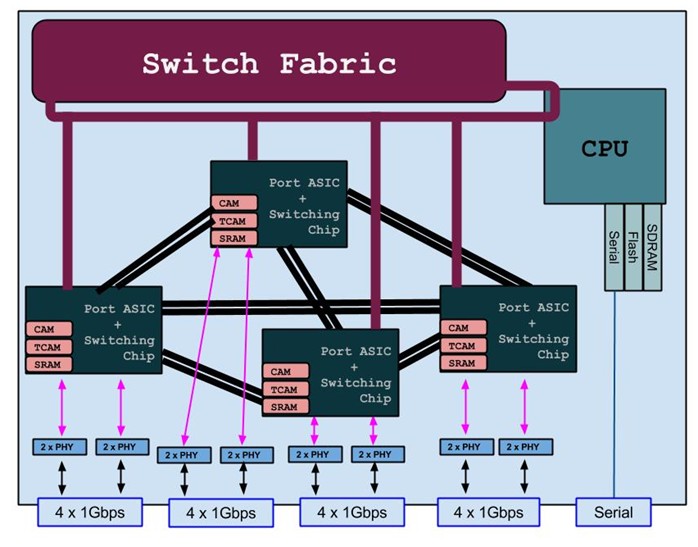 Switch Fabric
CPU
Serial
Flash
SDRAM
Port ASIC
+
Switching
Chip
CAM
TCAM
SRAM
Port ASIC
+
Switching
Chip
CAM
TCAM
SRAM
Port ASIC
+
Switching
Chip
CAM
TCAM
SRAM
Port ASIC
+
Switching
Chip
CAM
TCAM
SRAM
2 x PHY
2 x PHY
2 x PHY
2 x PHY
2 x PHY
2 x PHY
2 x PHY
2 x PHY
4 x 1Gbps
4 x 1Gbps
4 x 1Gbps
4 x 1Gbps
Serial